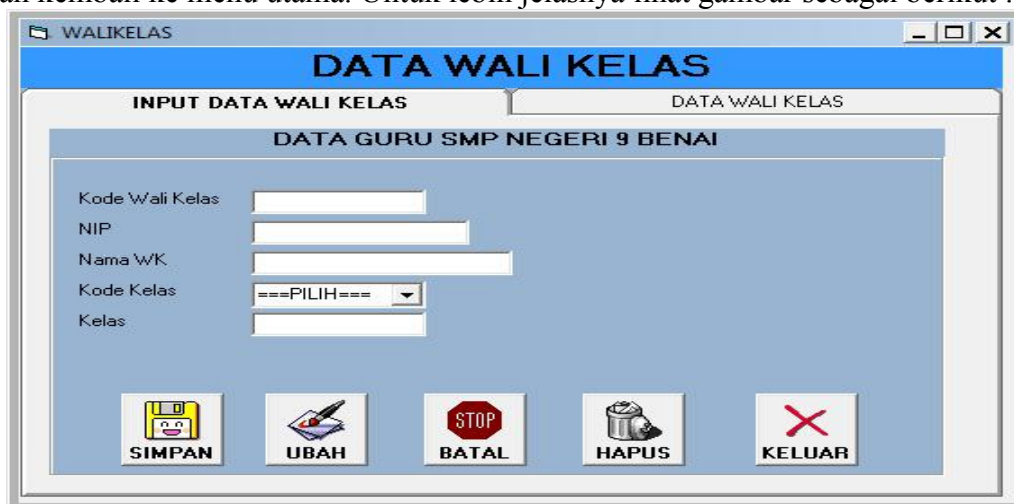 kembali ke menu utama. Untuk lebih jelasnya lihat gambar sebagai berikut :
WALIKELAS
DATA WALI KELAS
INPUT DATA WALI KELAS DATA WALI KELAS
DATA GURU SMP NEGERI 9 BENAI
Kode Wali Kelas
NIP
Nama WK
Kode Kelas ===PILIH===
Kelas
STOP
SIMPAN UBAH BATAL HAPUS KELUAR